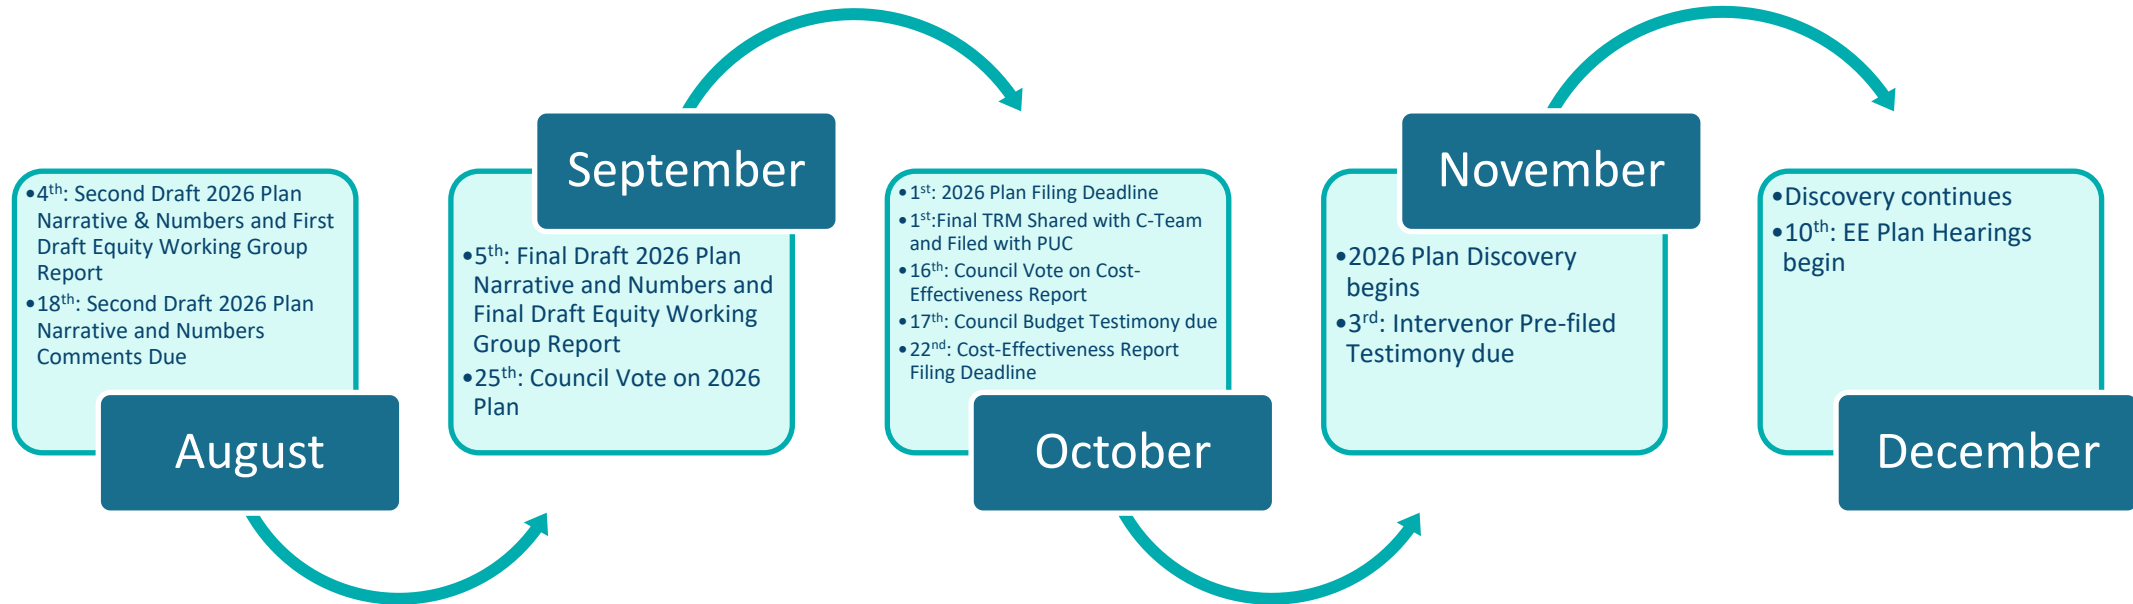 •4th: Second Draft 2026 Plan
Narrative & Numbers and First
Draft Equity Working Group
Report
•18th: Second Draft 2026 Plan
Narrative and Numbers
Comments Due
August
September
•5th: Final Draft 2026 Plan
Narrative and Numbers and
Final Draft Equity Working
Group Report
•25th: Council Vote on 2026
Plan
•1st: 2026 Plan Filing Deadline
•1st:Final TRM Shared with C-Team
and Filed with PUC
•16th: Council Vote on Cost-
Effectiveness Report
•17th: Council Budget Testimony due
•22nd: Cost-Effectiveness Report
Filing Deadline
October
November
•2026 Plan Discovery
begins
•3rd: Intervenor Pre-filed
Testimony due
•Discovery continues
•10th: EE Plan Hearings
begin
December